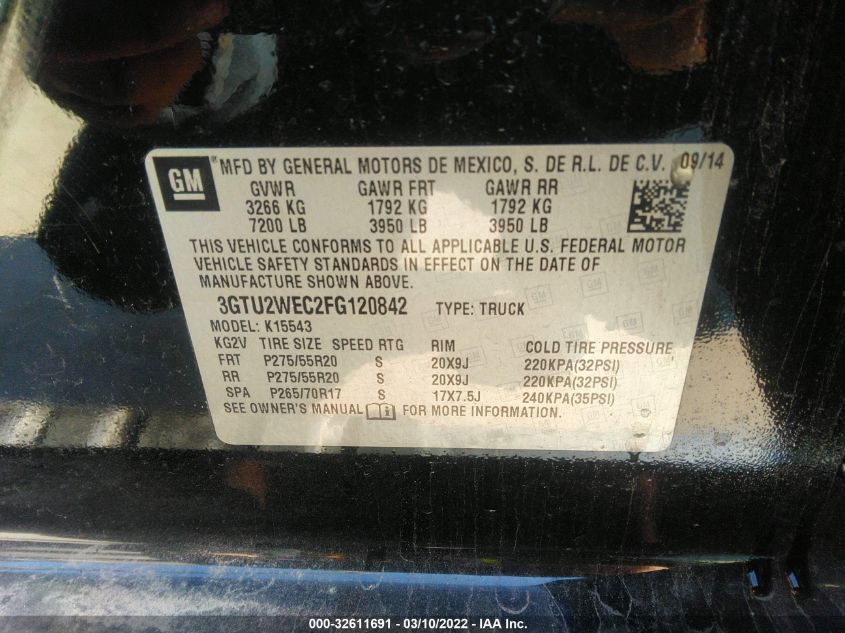 GM
MFD BY GENERAL MOTORS DE MEXICO, S. DE R.L. DE C.V. 09/14
GVWR GAWR FRT GAWR RR
3266 KG 1792 KG 1792 KG
7200 LB 3950 LB 3950 LB
THIS VEHICLE CONFORMS TO ALL APPLICABLE U.S. FEDERAL MOTOR
VEHICLE SAFETY STANDARDS IN EFFECT ON THE DATE OF
MANUFACTURE SHOWN ABOVE.
3GTU2WEC2FG120842 TYPE: TRUCK
MODEL: K15543
KG2V TIRE SIZE SPEED RTG RIM COLD TIRE PRESSURE
FRT P275/55R20 S 20X9J 220KPA(32PSI)
RR P275/55R20 S 20X9J 220KPA(32PSI)
SPA P265/70R17 S 17X7.5J 240KPA(35PSI)
SEE OWNER'S MANUAL FOR MORE INFORMATION.
000-32611691 - 03/10/2022 - IAA Inc.